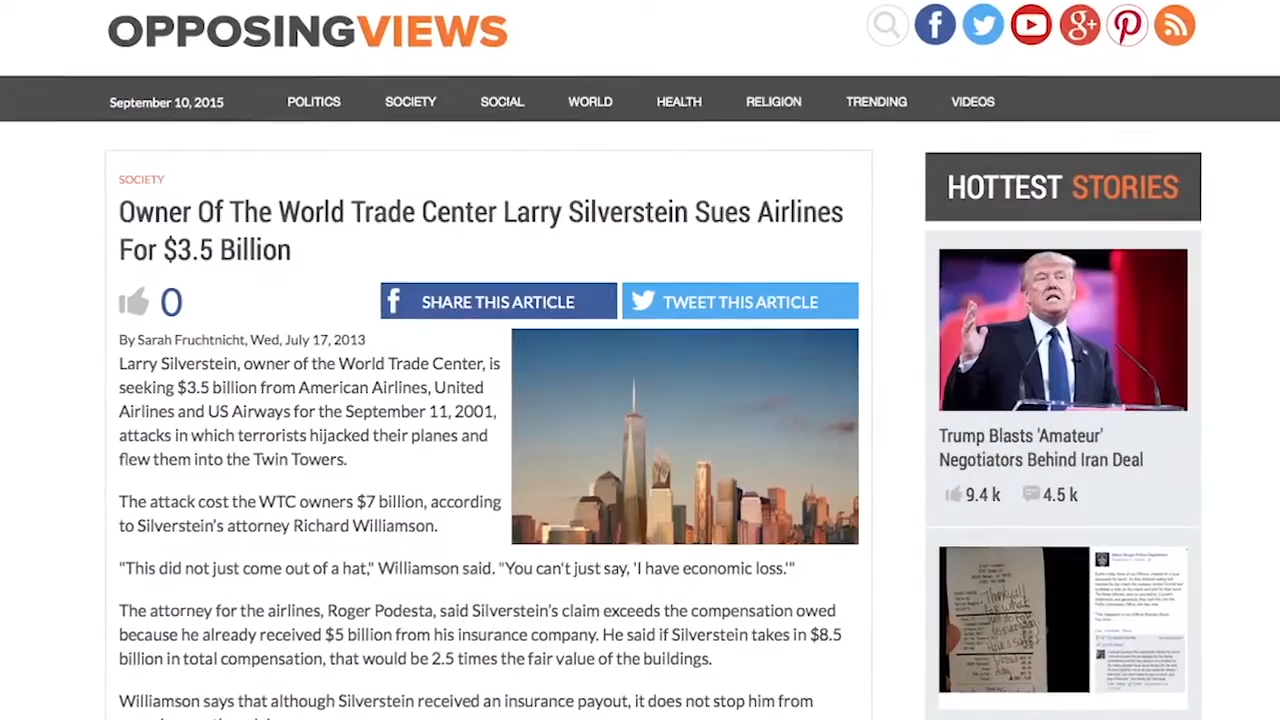 OPPOSINGVIEWS
September 10, 2015
POLITICS
SOCIETY
SOCIAL
WORLD
HEALTH
RELIGION
TRENDING
VIDEOS
SOCIETY
Owner Of The World Trade Center Larry Silverstein Sues Airlines
For $3.5 Billion
0
SHARE THIS ARTICLE
TWEET THIS ARTICLE
By Sarah Fruchtnicht, Wed, July 17, 2013
Larry Silverstein, owner of the World Trade Center, is
seeking $3.5 billion from American Airlines, United
Airlines and US Airways for the September 11, 2001,
attacks in which terrorists hijacked their planes and
flew them into the Twin Towers.
The attack cost the WTC owners $7 billion, according
to Silverstein's attorney Richard Williamson.
"This did not just come out of a hat," Williamson said. "You can't just say, 'I have economic loss.'"
The attorney for the airlines, Roger Podesta, said Silverstein's claim exceeds the compensation owed
because he already received $5 billion from his insurance company. He said if Silverstein takes in $8.5
billion in total compensation, that would be 2.5 times the fair value of the buildings.
Williamson says that although Silverstein received an insurance payout, it does not stop him from
HOTTEST STORIES
Trump Blasts 'Amateur'
Negotiators Behind Iran Deal
9.4 k
4.5 k